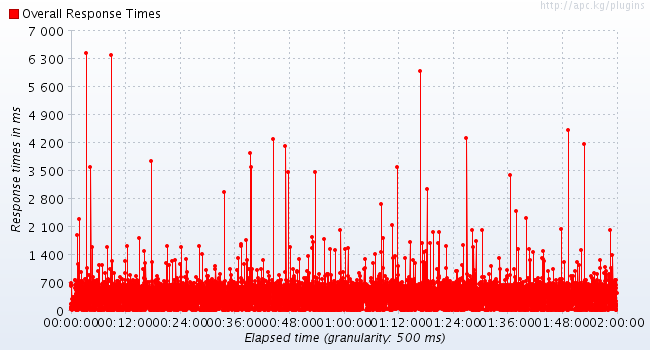 http://apc.kg/plugins
Overall Response Times
7 000
6 300
5 600
4 900
4 200
3 500
2 800
2 100
1 400
700
0
Response times in ms
00:00:00 00:12:00 00:24:00 00:36:00 00:48:00 01:00:00 01:12:00 01:24:00 01:36:00 01:48:00 02:00:00
Elapsed time (granularity: 500 ms)